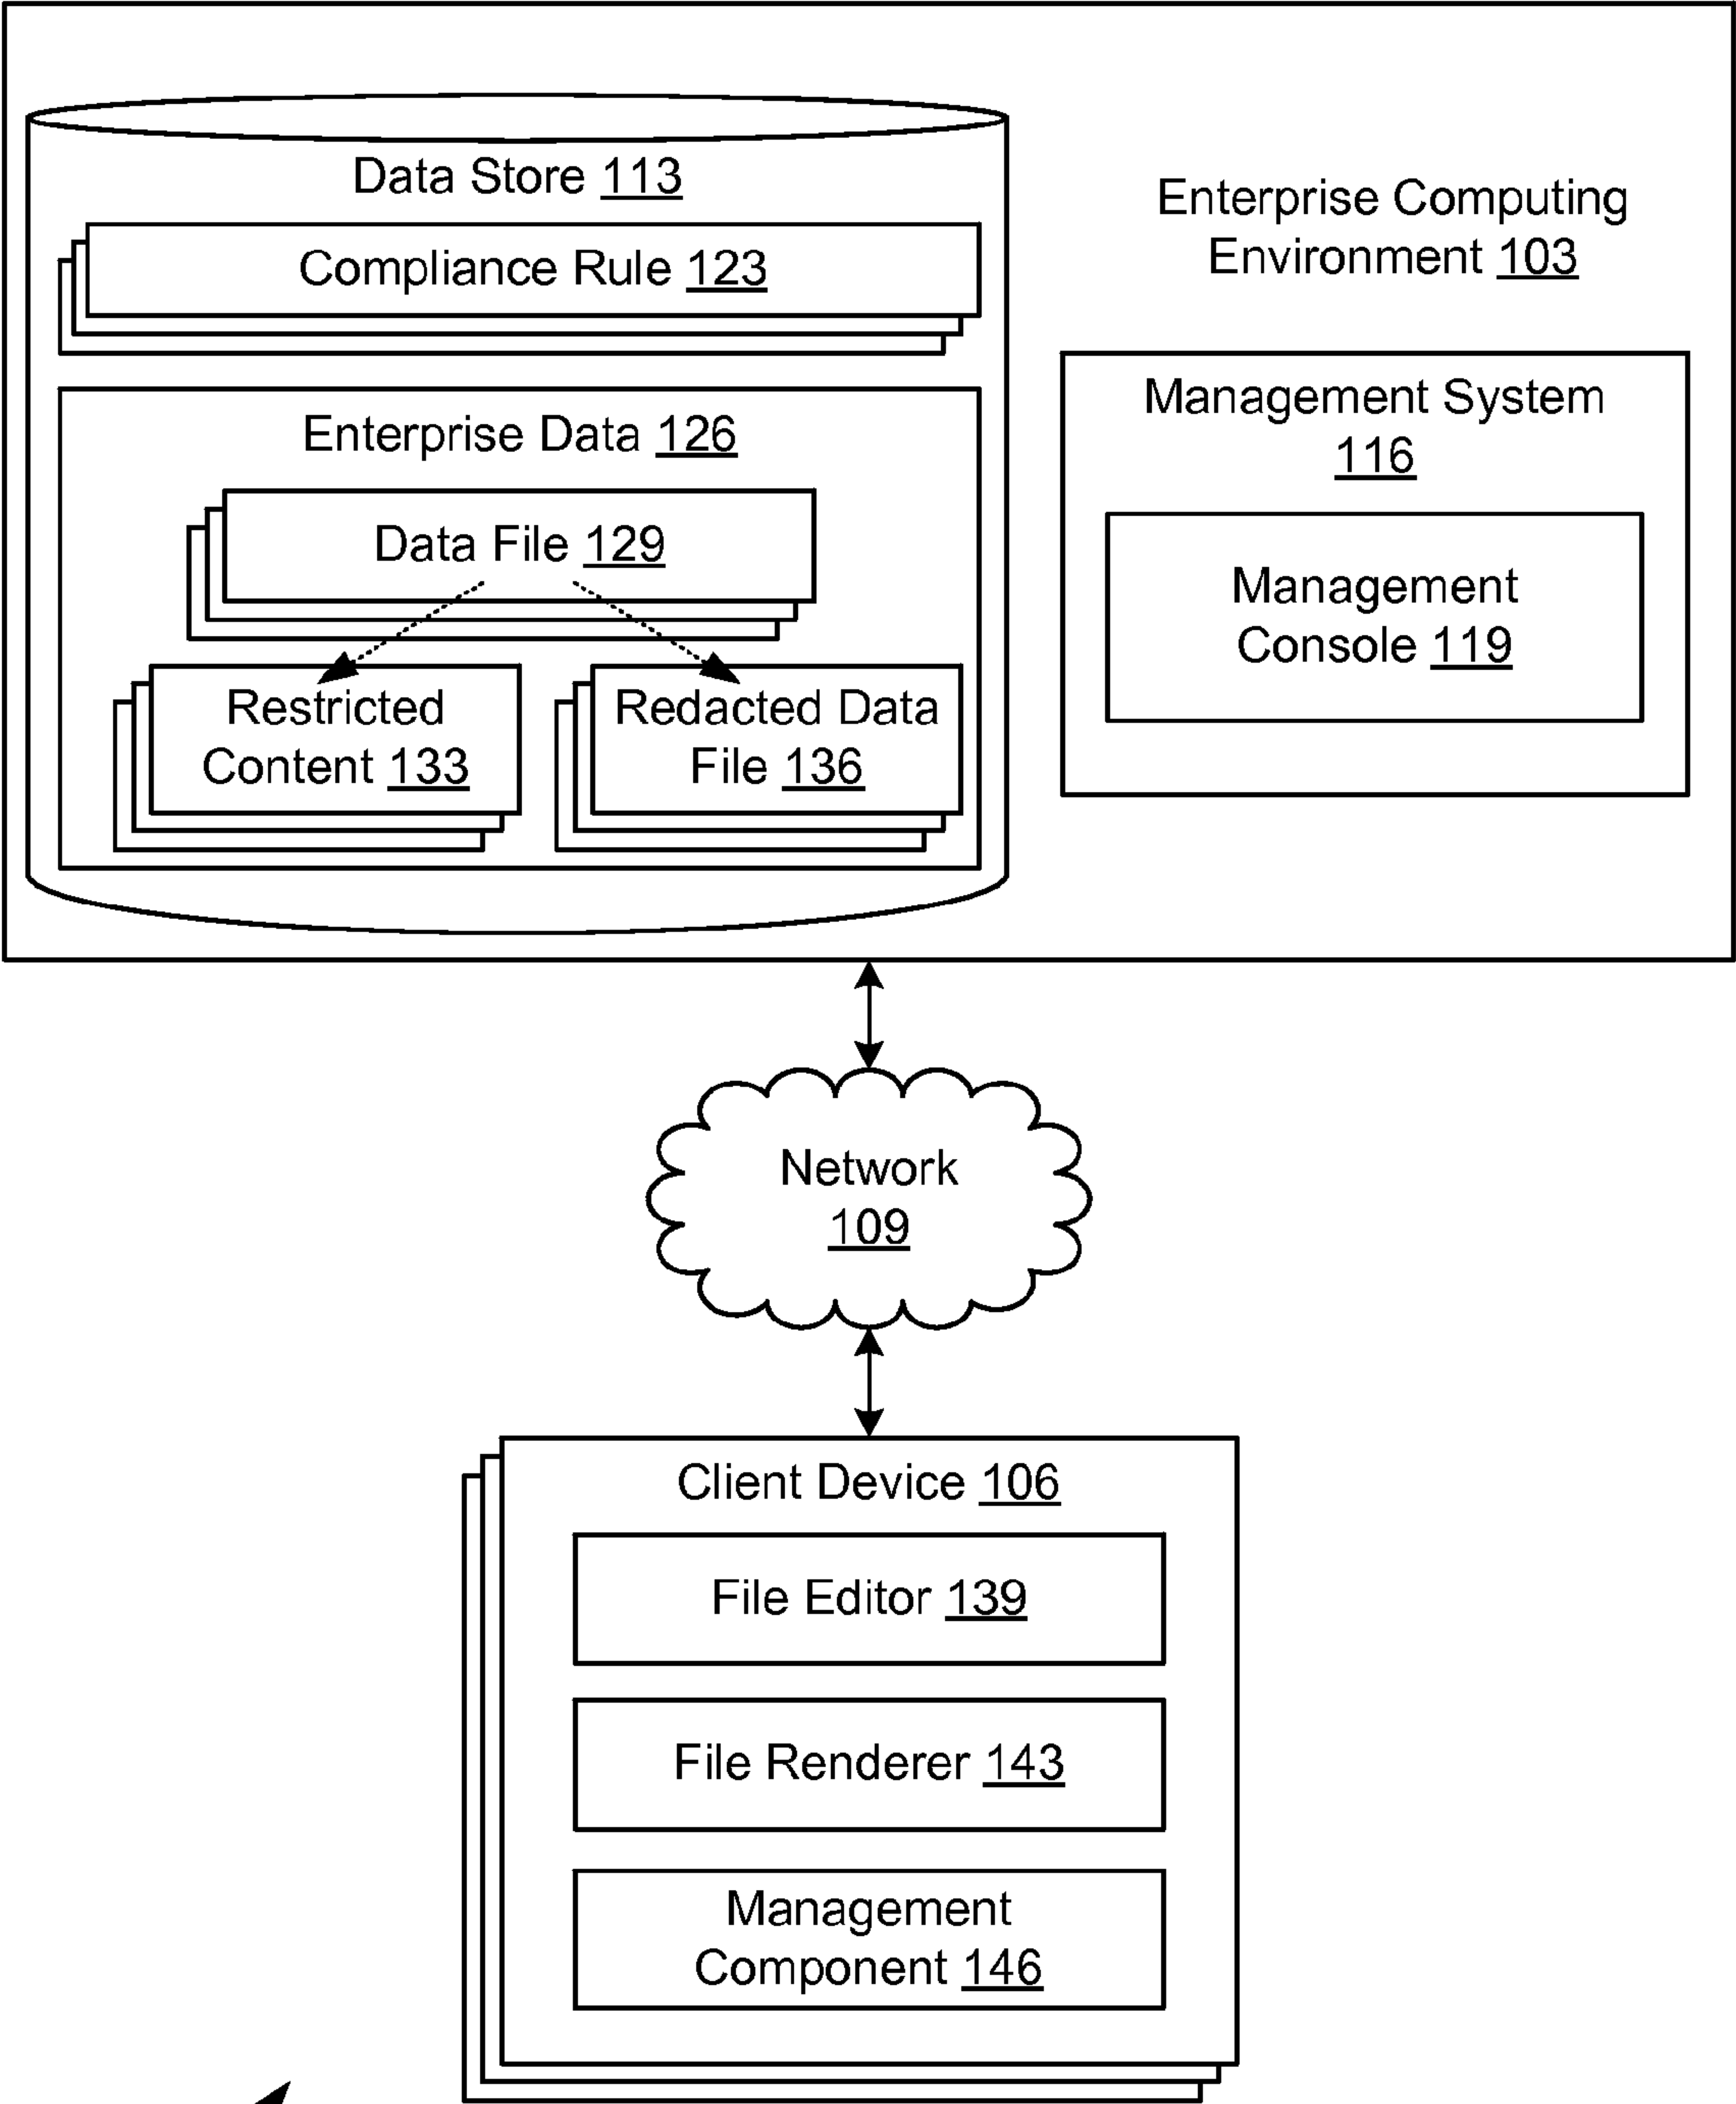 Data Store 113
Compliance Rule 123
Enterprise Data 126
Data File 129
Restricted
Content 133
Redacted Data
File 136
Enterprise Computing
Environment 103
Management System
116
Management
Console 119
Network
109
Client Device 106
File Editor 139
File Renderer 143
Management
Component 146